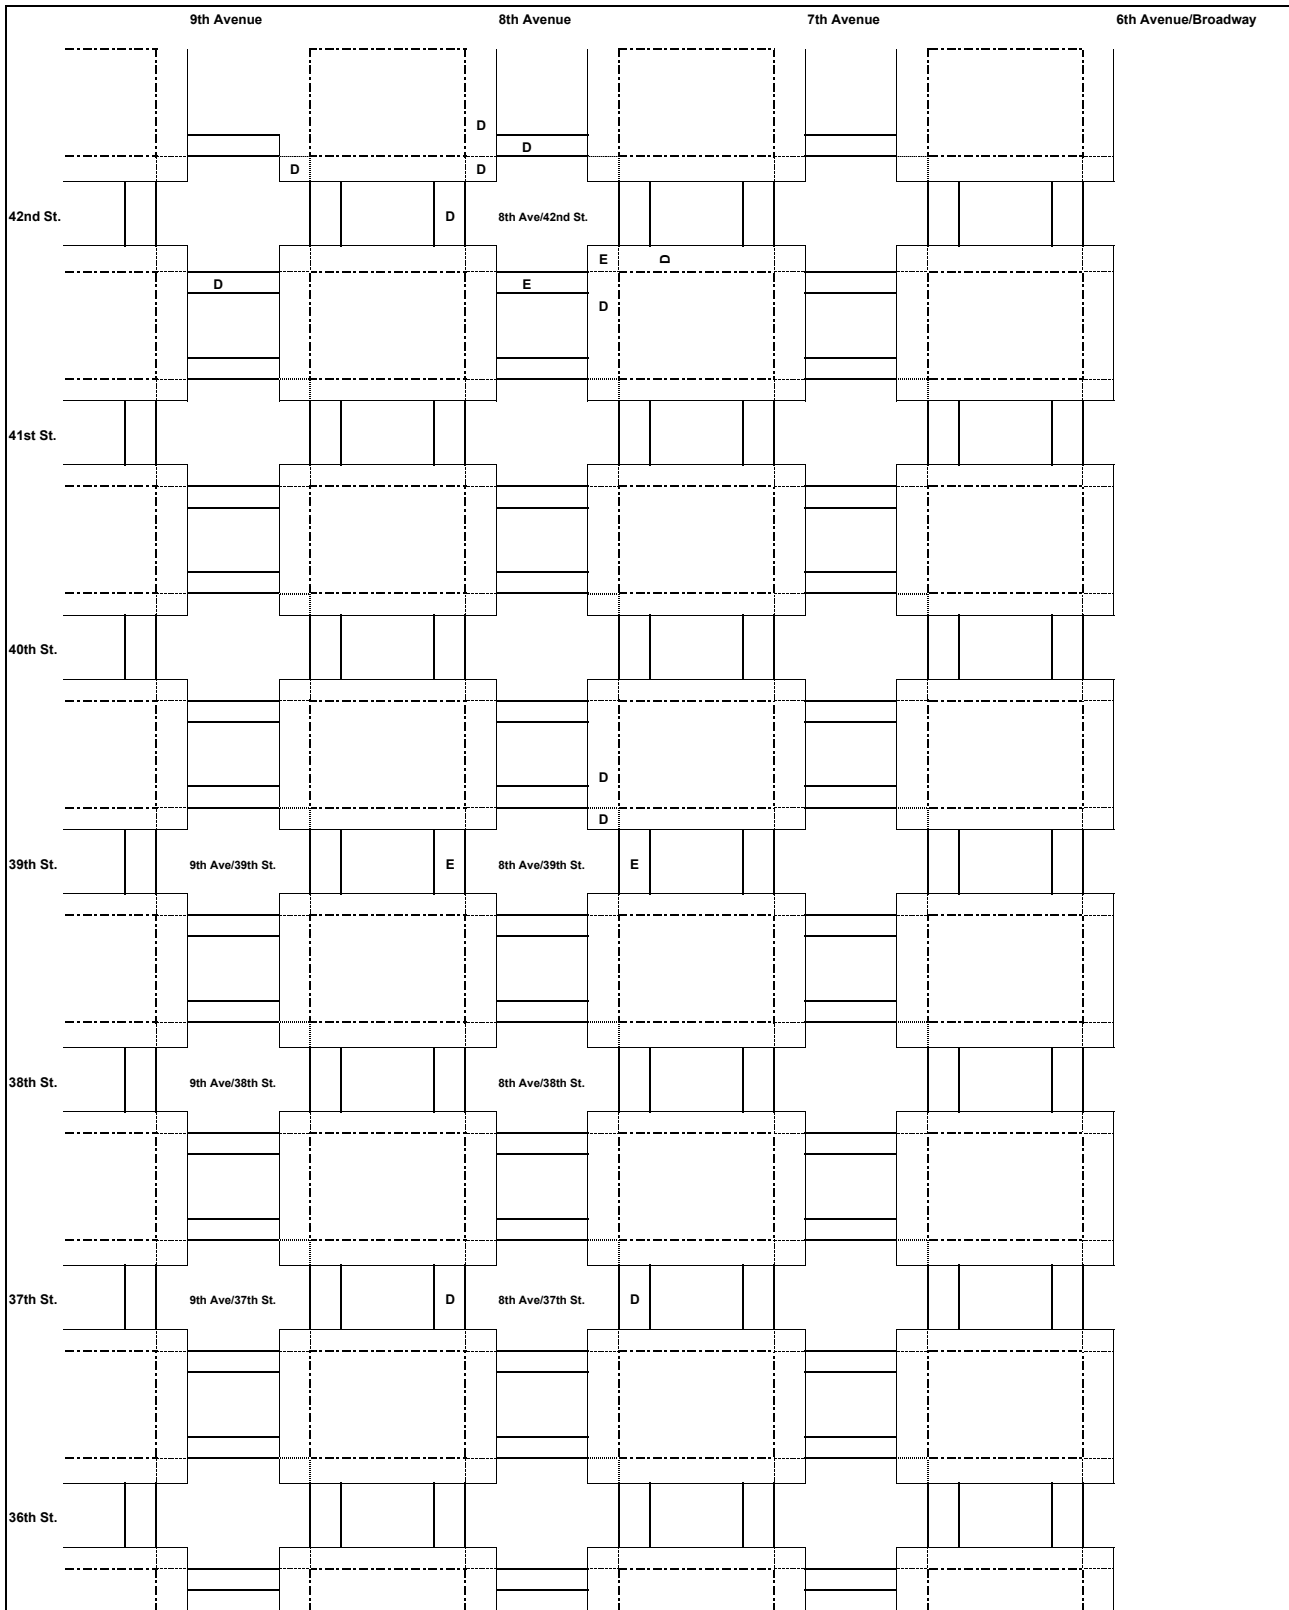 9th Avenue 8th Avenue 7th Avenue 6th Avenue/Broadway
D
D
D D
42nd St. D 8th Ave/42nd St.
E D
D E
D
41st St.
40th St.
D
D
39th St. 9th Ave/39th St. E 8th Ave/39th St. E
38th St. 9th Ave/38th St. 8th Ave/38th St.
37th St. 9th Ave/37th St. D 8th Ave/37th St. D
36th St.